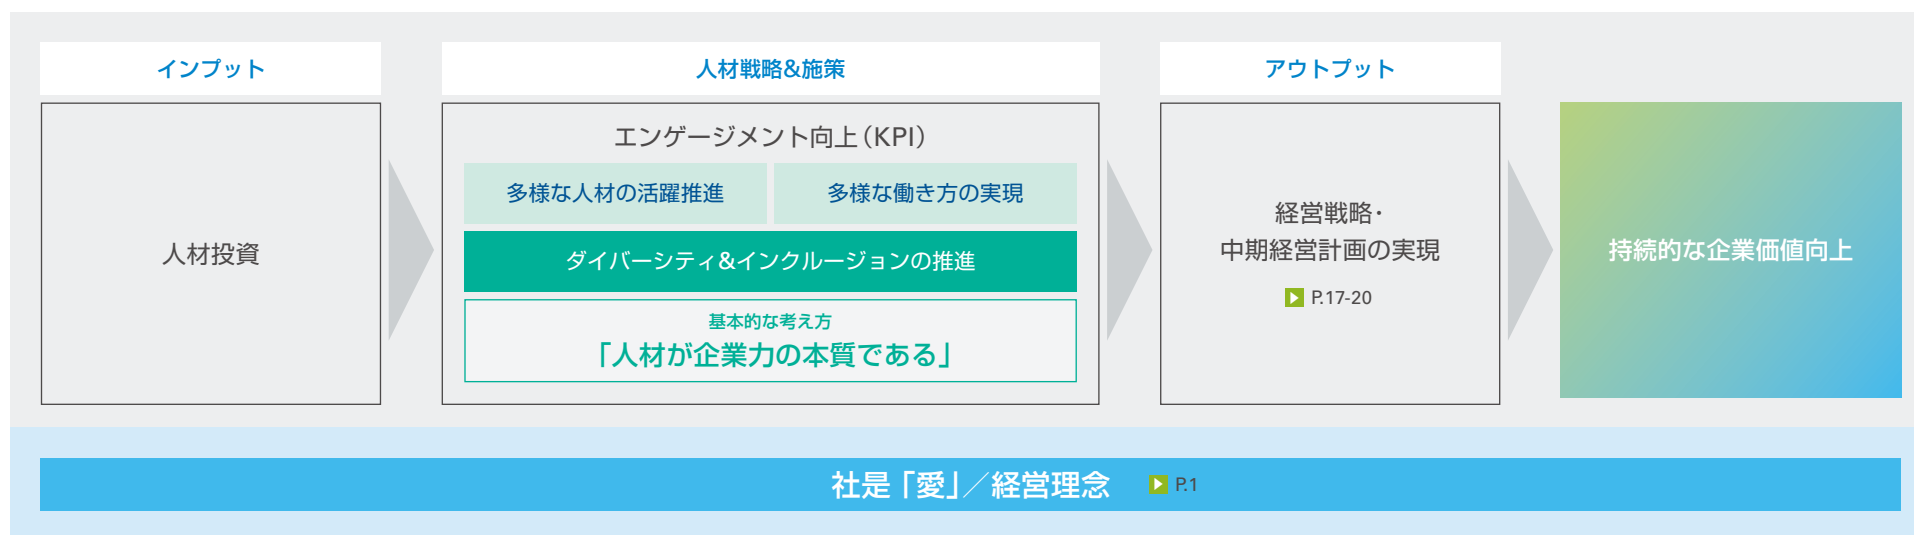 インプット
人材投資
人材戦略&施策
エンゲージメント向上（KPI）
多様な人材の活躍推進
多様な働き方の実現
ダイバーシティ&インクルージョンの推進
基本的な考え方
「人材が企業力の本質である」
アウトプット
経営戦略・
中期経営計画の実現
P.17-20
持続的な企業価値向上
社是「愛」／経営理念 P.1